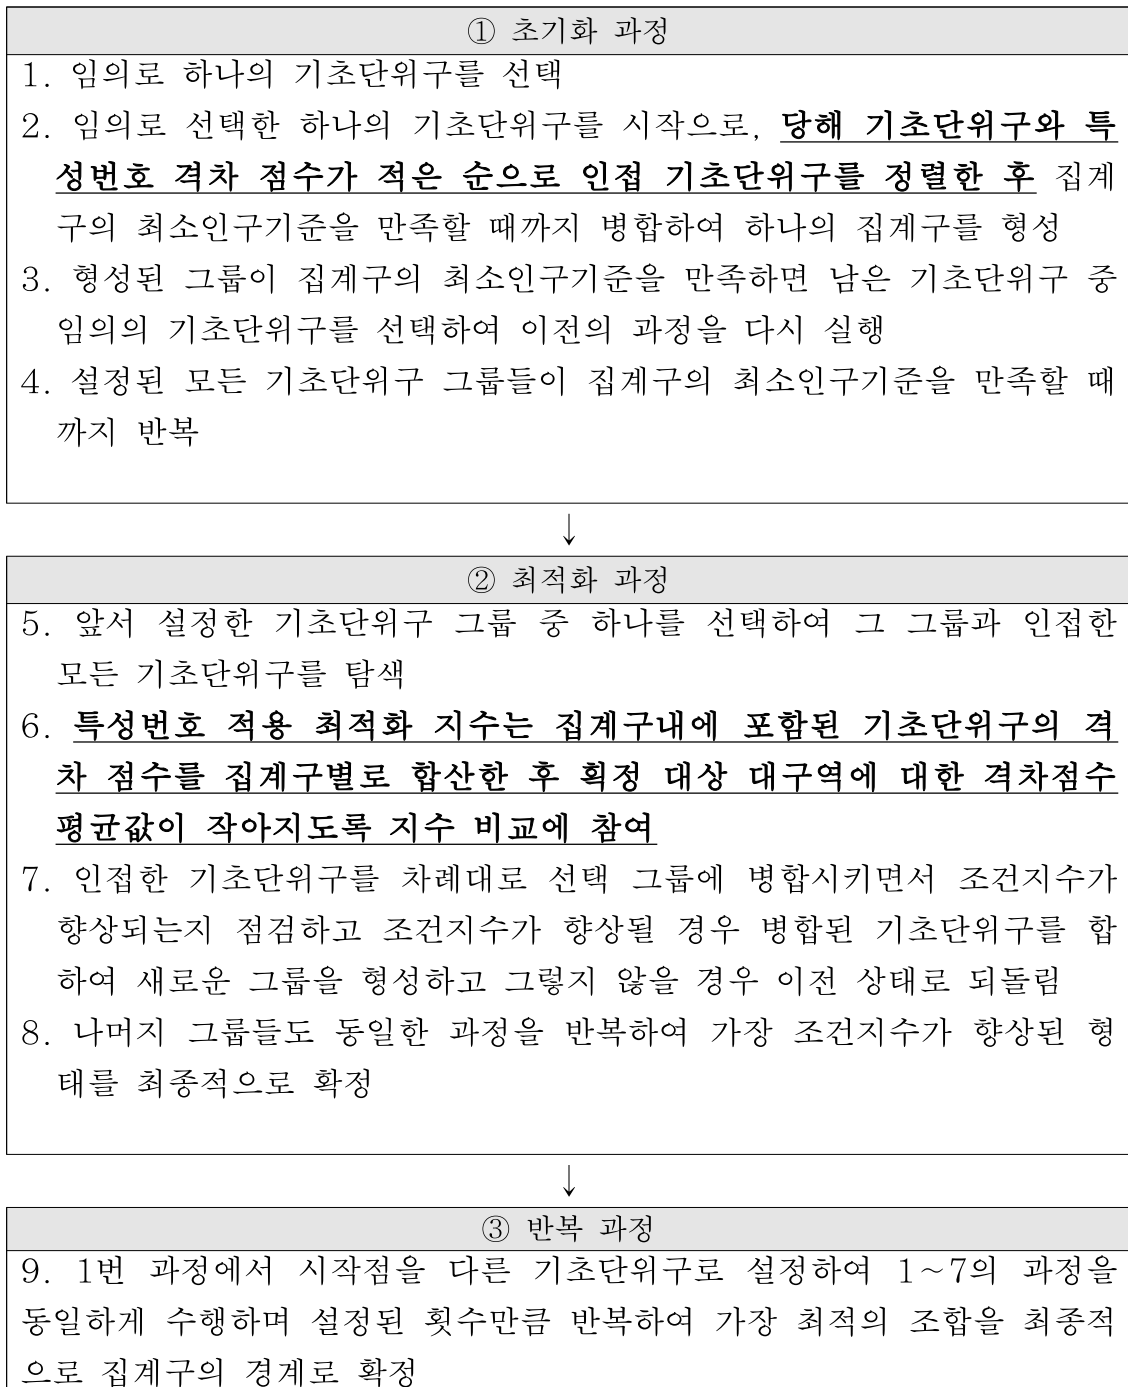 ① 초기화 과정
1. 임의로 하나의 기초단위구를 선택
2. 임의로 선택한 하나의 기초단위구를 시작으로, 당해 기초단위구와 특
성번호 격차 점수가 적은 순으로 인접 기초단위구를 정렬한 후 집계
구의 최소인구기준을 만족할 때까지 병합하여 하나의 집계구를 형성
3. 형성된 그룹이 집계구의 최소인구기준을 만족하면 남은 기초단위구 중
임의의 기초단위구를 선택하여 이전의 과정을 다시 실행
4. 설정된 모든 기초단위구 그룹들이 집계구의 최소인구기준을 만족할 때
까지 반복
↓
② 최적화 과정
5. 앞서 설정한 기초단위구 그룹 중 하나를 선택하여 그 그룹과 인접한
모든 기초단위구를 탐색
6. 특성번호 적용 최적화 지수는 집계구내에 포함된 기초단위구의 격
차 점수를 집계구별로 합산한 후 획정 대상 대구역에 대한 격차점수
평균값이 작아지도록 지수 비교에 참여
7. 인접한 기초단위구를 차례대로 선택 그룹에 병합시키면서 조건지수가
향상되는지 점검하고 조건지수가 향상될 경우 병합된 기초단위구를 합
하여 새로운 그룹을 형성하고 그렇지 않을 경우 이전 상태로 되돌림
8. 나머지 그룹들도 동일한 과정을 반복하여 가장 조건지수가 향상된 형
태를 최종적으로 확정
↓
③ 반복 과정
9. 1번 과정에서 시작점을 다른 기초단위구로 설정하여 1~7의 과정을
동일하게 수행하며 설정된 횟수만큼 반복하여 가장 최적의 조합을 최종적
으로 집계구의 경계로 확정